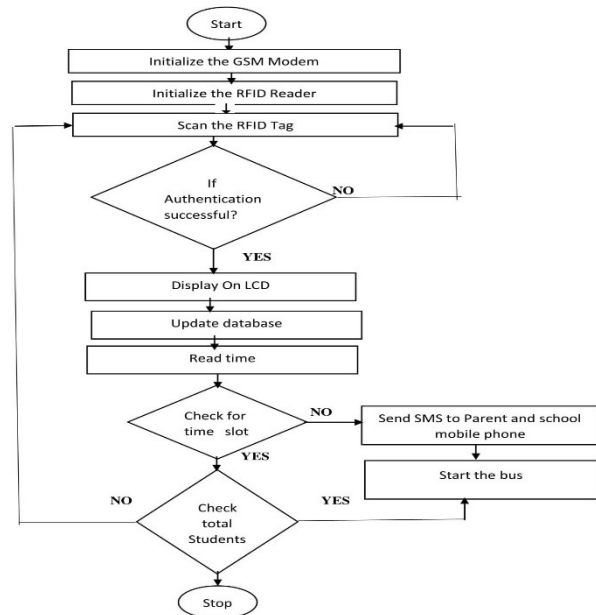 Start
Initialize the GSM Modem
Initialize the RFID Reader
Scan the RFID Tag
If
Authentication
successful?
NO
YES
Display On LCD
Update database
Read time
Check for
time slot
NO
Send SMS to Parent and school
mobile phone
YES
Start the bus
NO
YES
Check
total
Students
Stop